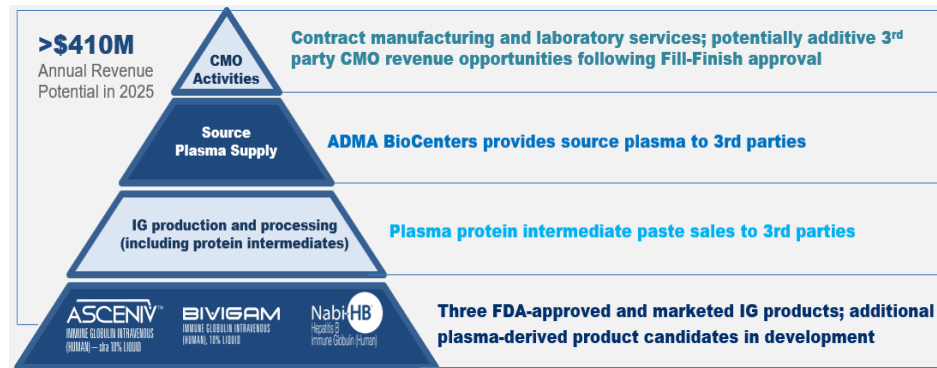 >$410M
Annual Revenue
Potential in 2025
CMO
Activities
Contract manufacturing and laboratory services; potentially additive 3rd
party CMO revenue opportunities following Fill-Finish approval
Source
Plasma Supply
ADMA BioCenters provides source plasma to 3rd parties
IG production and processing
(including protein intermediates)
Plasma protein intermediate paste sales to 3rd parties
ASCENIV™
IMMUNE GLOBULIN INTRAVENOUS
(HUMAN) – slra 10% LIQUID
BIVIGAM
IMMUNE GLOBULIN INTRAVENOUS
(HUMAN), 10% LIQUID
Nabi-HB
Hepatitis B
Immune Globulin (Human)
Three FDA-approved and marketed IG products; additional
plasma-derived product candidates in development